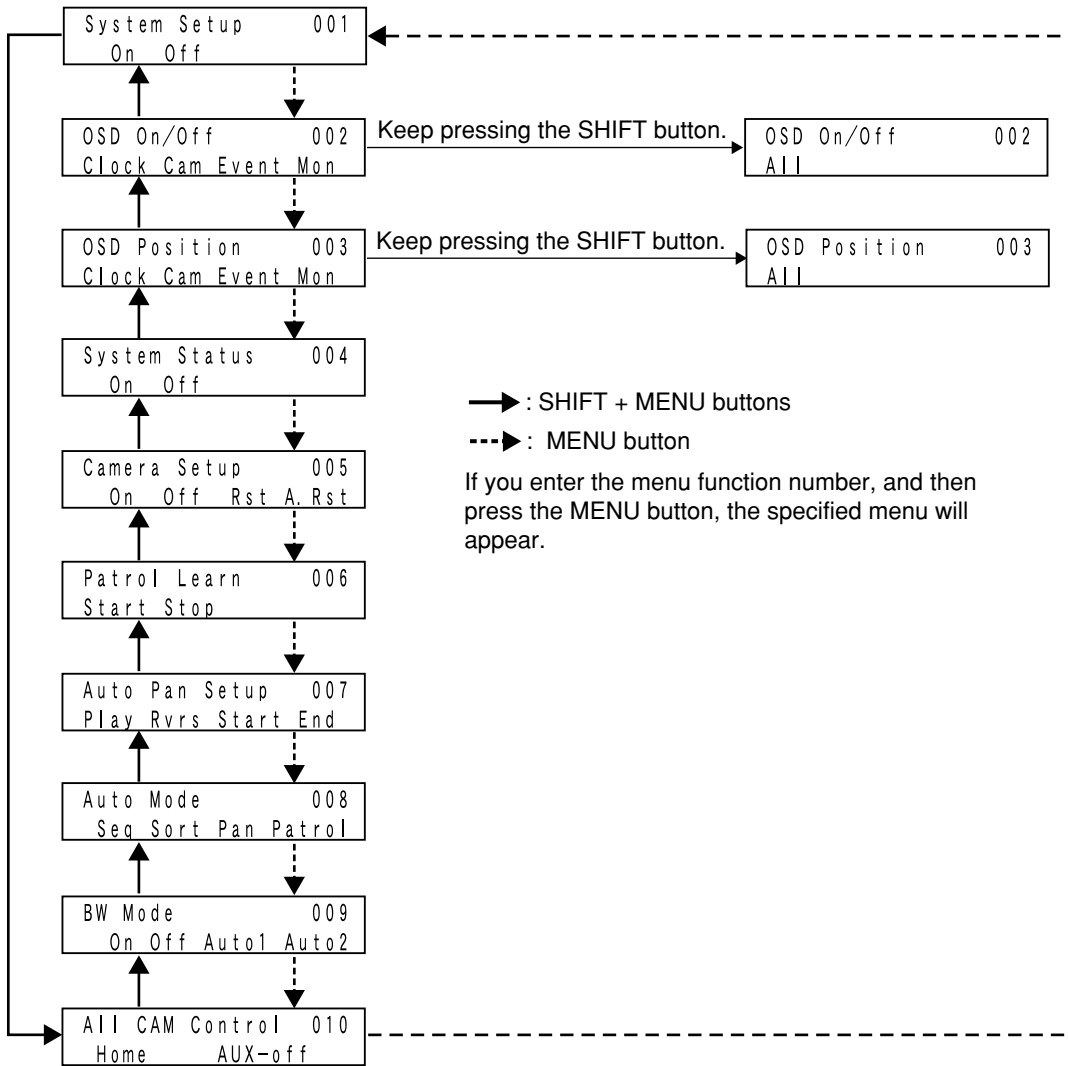 System Setup 001
On Off
OSD On/Off 002
Clock Cam Event Mon
Keep pressing the SHIFT button.
OSD On/Off 002
All
OSD Position 003
Clock Cam Event Mon
Keep pressing the SHIFT button.
OSD Position 003
All
System Status 004
On Off
: SHIFT + MENU buttons
: MENU button
If you enter the menu function number, and then
press the MENU button, the specified menu will
appear.
Camera Setup 005
On Off Rst A.Rst
Patrol Learn 006
Start Stop
Auto Pan Setup 007
Play Rvrs Start End
Auto Mode 008
Seq Sort Pan Patrol
BW Mode 009
On Off Auto1 Auto2
All CAM Control 010
Home AUX-off